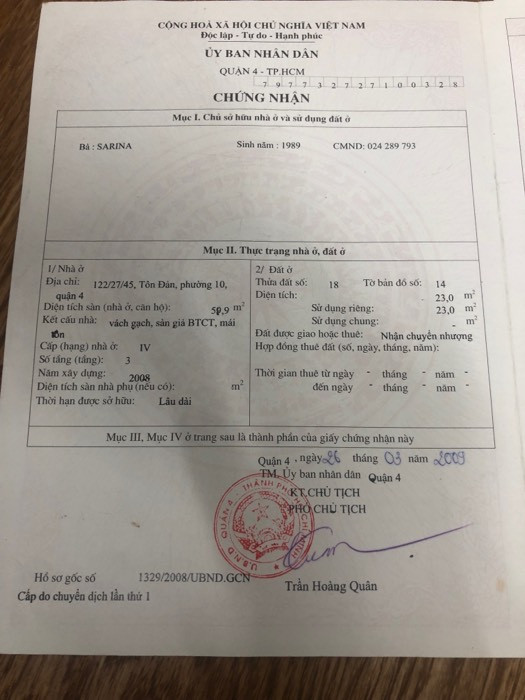 CỘNG HOÀ XÃ HỘI CHỦ NGHĨA VIỆT NAM
Độc lập - Tự do - Hạnh phúc
ỦY BAN NHÂN DÂN
QUẬN 4 - TP.HCM
797732727100328
CHỨNG NHẬN
Mục I. Chủ sở hữu nhà ở và sử dụng đất ở
Bà : SARINA Sinh năm : 1989 CMND: 024 289 793
Mục II. Thực trạng nhà ở, đất ở
1/ Nhà ở
Địa chỉ: 122/27/45, Tôn Đản, phường 10,
quận 4
Diện tích sàn (nhà ở, căn hộ): 59,9 m²
Kết cấu nhà: vách gạch, sàn giả BTCT, mái
tôn
Cấp (hạng) nhà ở: IV
Số tầng (tầng): 3
Năm xây dựng: 2008
Diện tích sàn nhà phụ (nếu có): m²
Thời hạn được sở hữu: Lâu dài
2/ Đất ở
Thửa đất số: 18 Tờ bản đồ số: 14
Diện tích: 23,0 m²
Sử dụng riêng: 23,0 m²
Sử dụng chung: - m²
Đất được giao hoặc thuê: Nhận chuyển nhượng
Hợp đồng thuê đất (số, ngày, tháng, năm):
Thời gian thuê từ ngày - tháng - năm -
đến ngày - tháng - năm -
Mục III, Mục IV ở trang sau là thành phần của giấy chứng nhận này
Quận 4 , ngày 26 tháng 03 năm 2009
TM. Ủy ban nhân dân Quận 4
KT.CHỦ TỊCH
PHÓ CHỦ TỊCH
UBND QUẬN 4 - THÀNH PHỐ HỒ CHÍ MINH
Trần Hoàng Quân
Hồ sơ gốc số 1329/2008/UBND.GCN
Cấp do chuyển dịch lần thứ 1